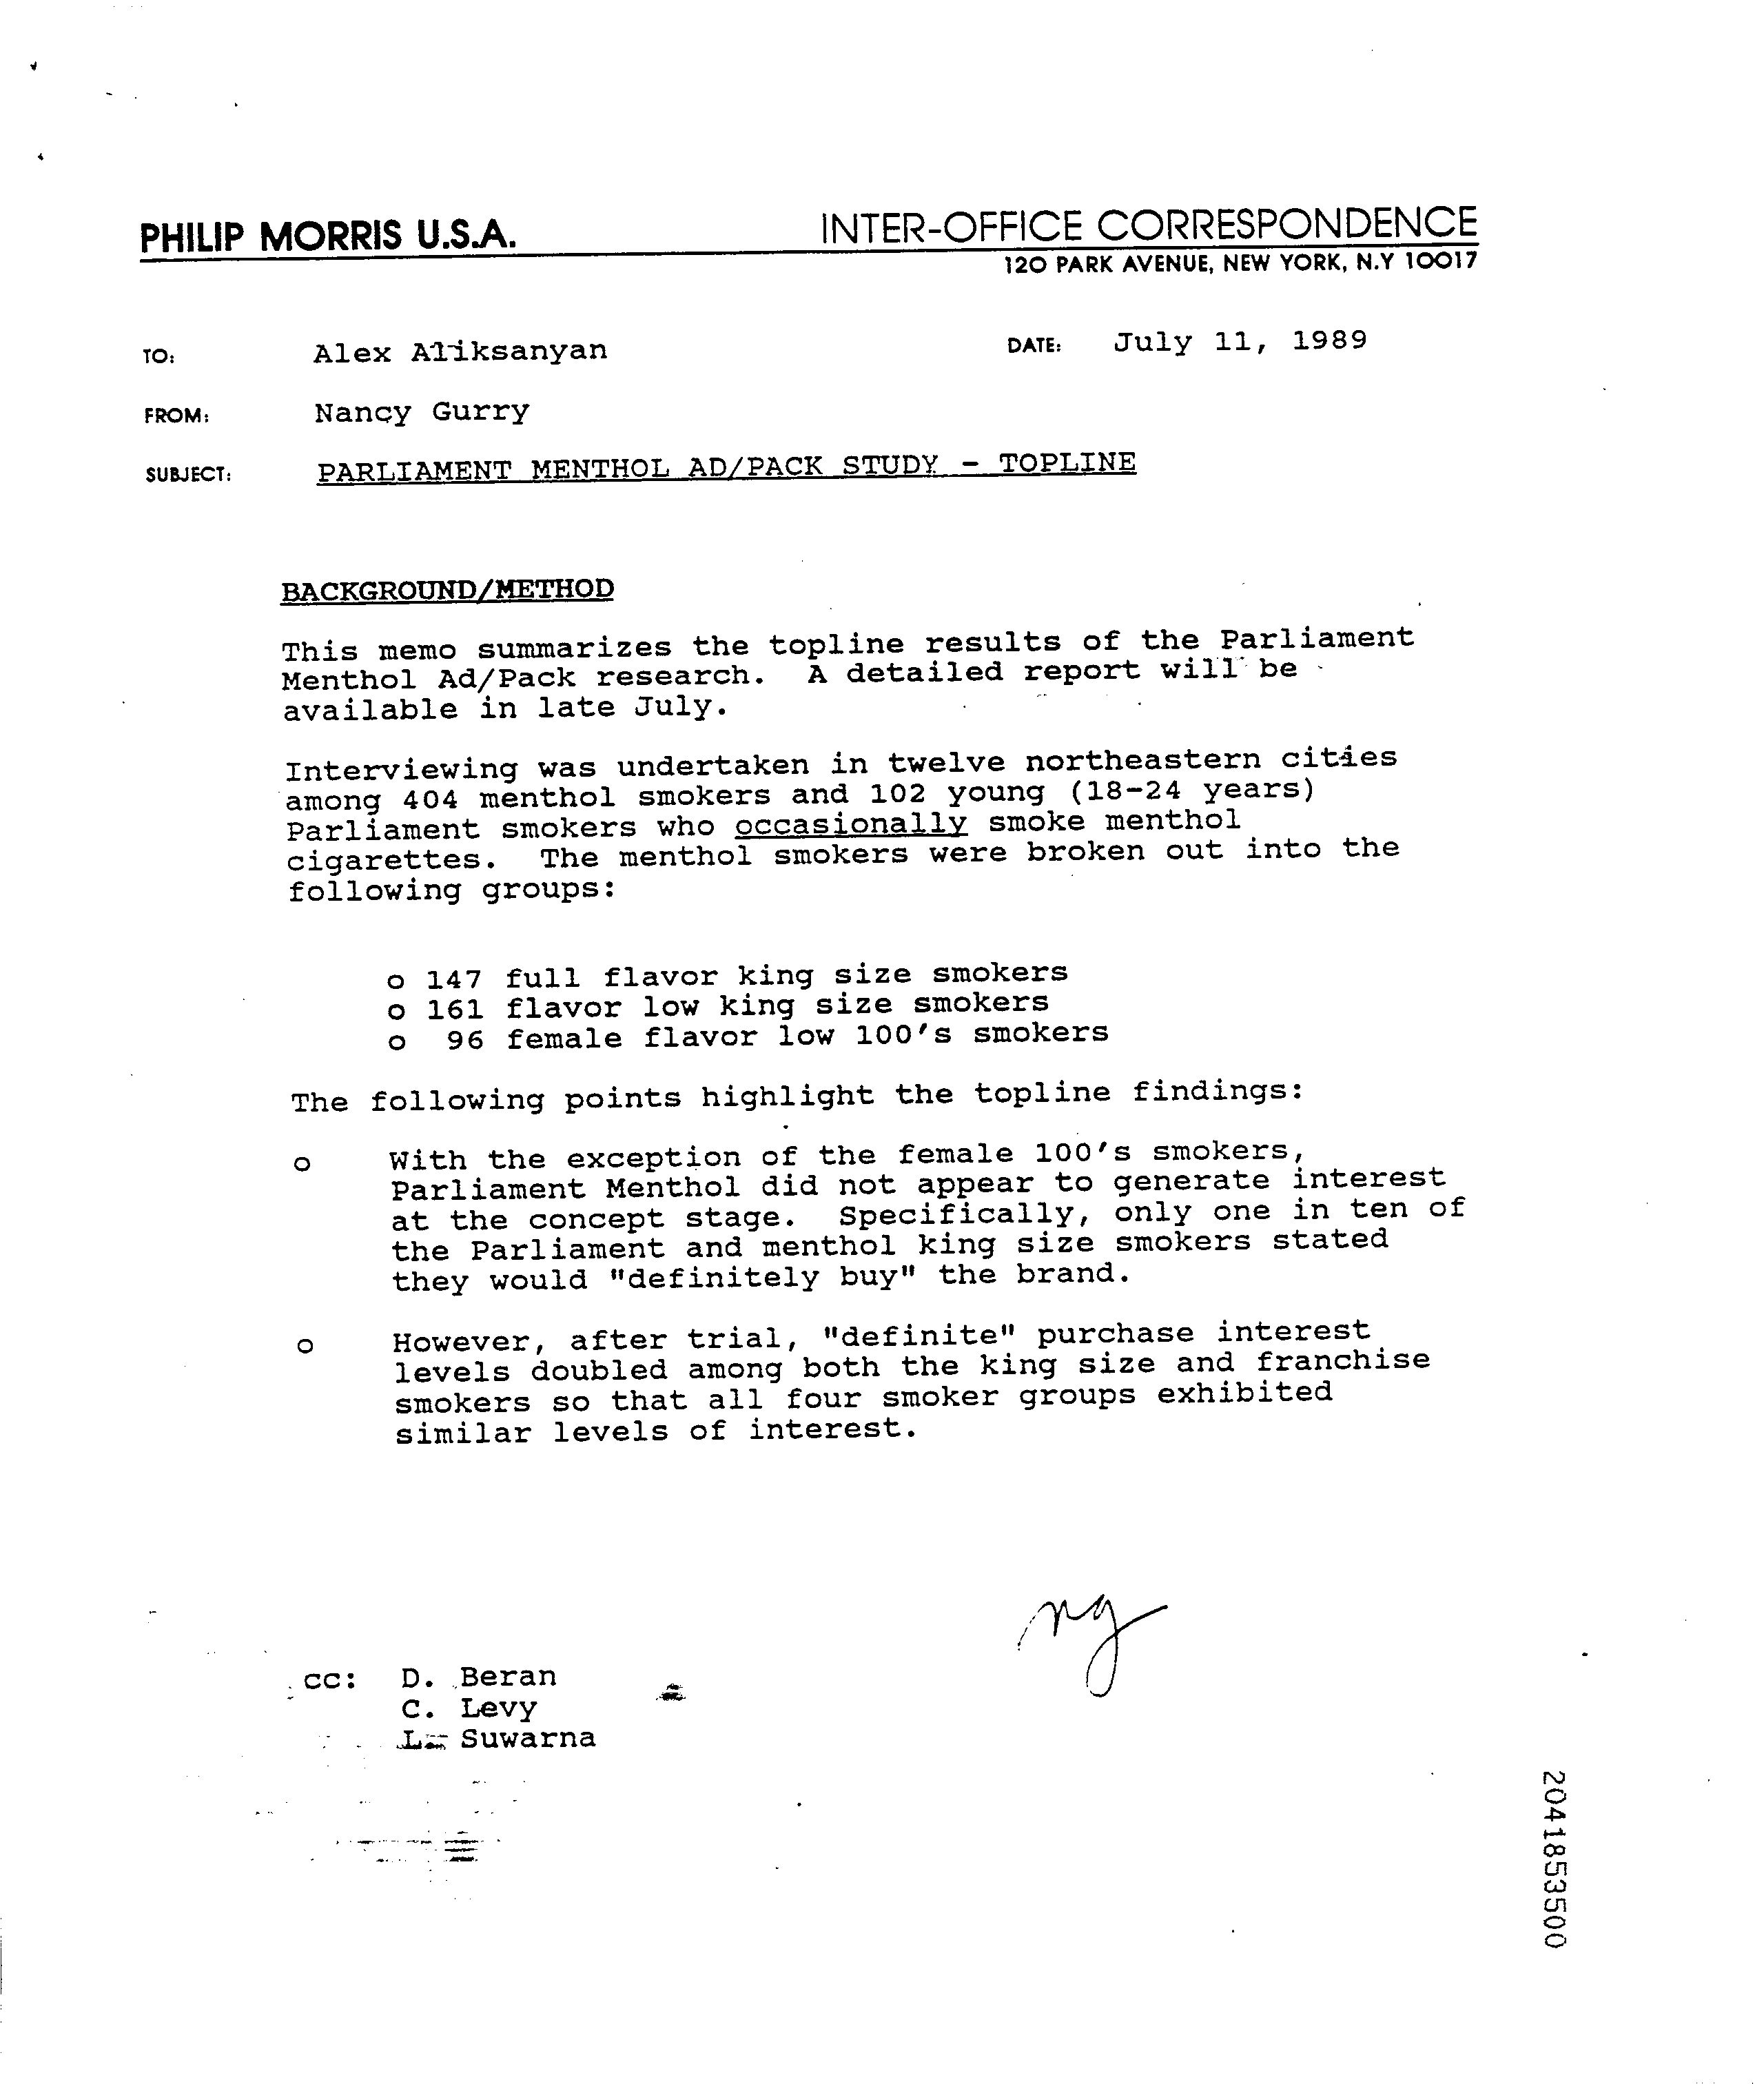 PHILIP MORRIS U.S.A. INTER-OFFICE CORRESPONDENCE
120 PARK AVENUE, NEW YORK, N.Y 10017
TO: Alex Aliksanyan DATE: July 11, 1989
FROM: Nancy Gurry
SUBJECT: PARLIAMENT MENTHOL AD/PACK STUDY - TOPLINE
BACKGROUND/METHOD
This memo summarizes the topline results of the Parliament
Menthol Ad/Pack research. A detailed report will be
available in late July.
Interviewing was undertaken in twelve northeastern cities
among 404 menthol smokers and 102 young (18-24 years)
Parliament smokers who occasionally smoke menthol
cigarettes. The menthol smokers were broken out into the
following groups:
o 147 full flavor king size smokers
o 161 flavor low king size smokers
o 96 female flavor low 100's smokers
The following points highlight the topline findings:
o With the exception of the female 100's smokers,
Parliament Menthol did not appear to generate interest
at the concept stage. Specifically, only one in ten of
the Parliament and menthol king size smokers stated
they would "definitely buy" the brand.
o However, after trial, "definite" purchase interest
levels doubled among both the king size and franchise
smokers so that all four smoker groups exhibited
similar levels of interest.
ng
cc: D. Beran
C. Levy
L. Suwarna
2041853500